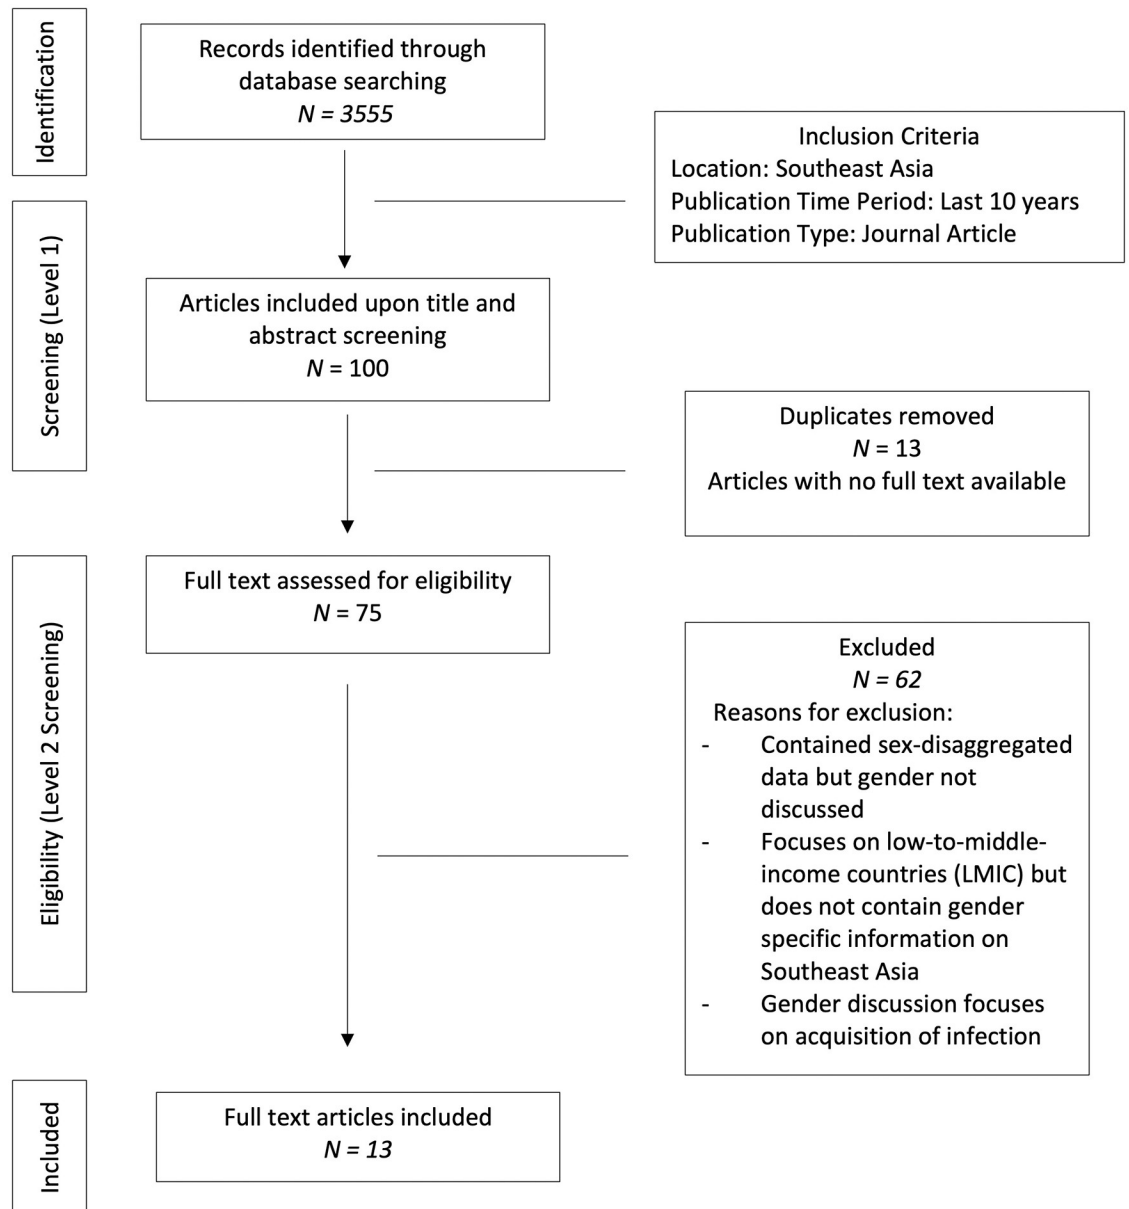 Identification
Records identified through
database searching
N = 3555
Inclusion Criteria
Location: Southeast Asia
Publication Time Period: Last 10 years
Publication Type: Journal Article
Screening (Level 1)
Articles included upon title and
abstract screening
N = 100
Duplicates removed
N = 13
Articles with no full text available
Eligibility (Level 2 Screening)
Full text assessed for eligibility
N = 75
Excluded
N = 62
Reasons for exclusion:
- Contained sex-disaggregated
data but gender not
discussed
- Focuses on low-to-middle-
income countries (LMIC) but
does not contain gender
specific information on
Southeast Asia
- Gender discussion focuses
on acquisition of infection
Included
Full text articles included
N = 13